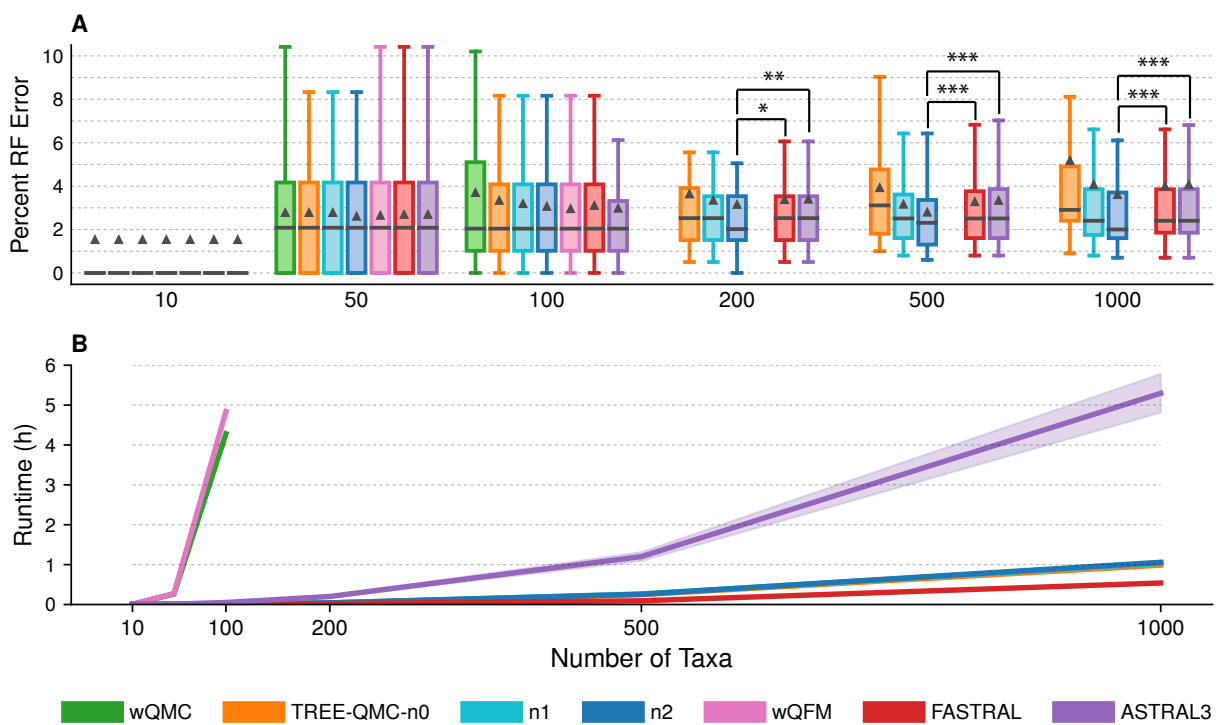 A
Percent RF Error
10
8
6
4
2
0
**
*
***
***
***
***
10 50 100 200 500 1000
B
Runtime (h)
6
5
4
3
2
1
0
10 100 200 500 1000
Number of Taxa
wQMC TREE-QMC-n0 n1 n2 wQFM FASTRAL ASTRAL3